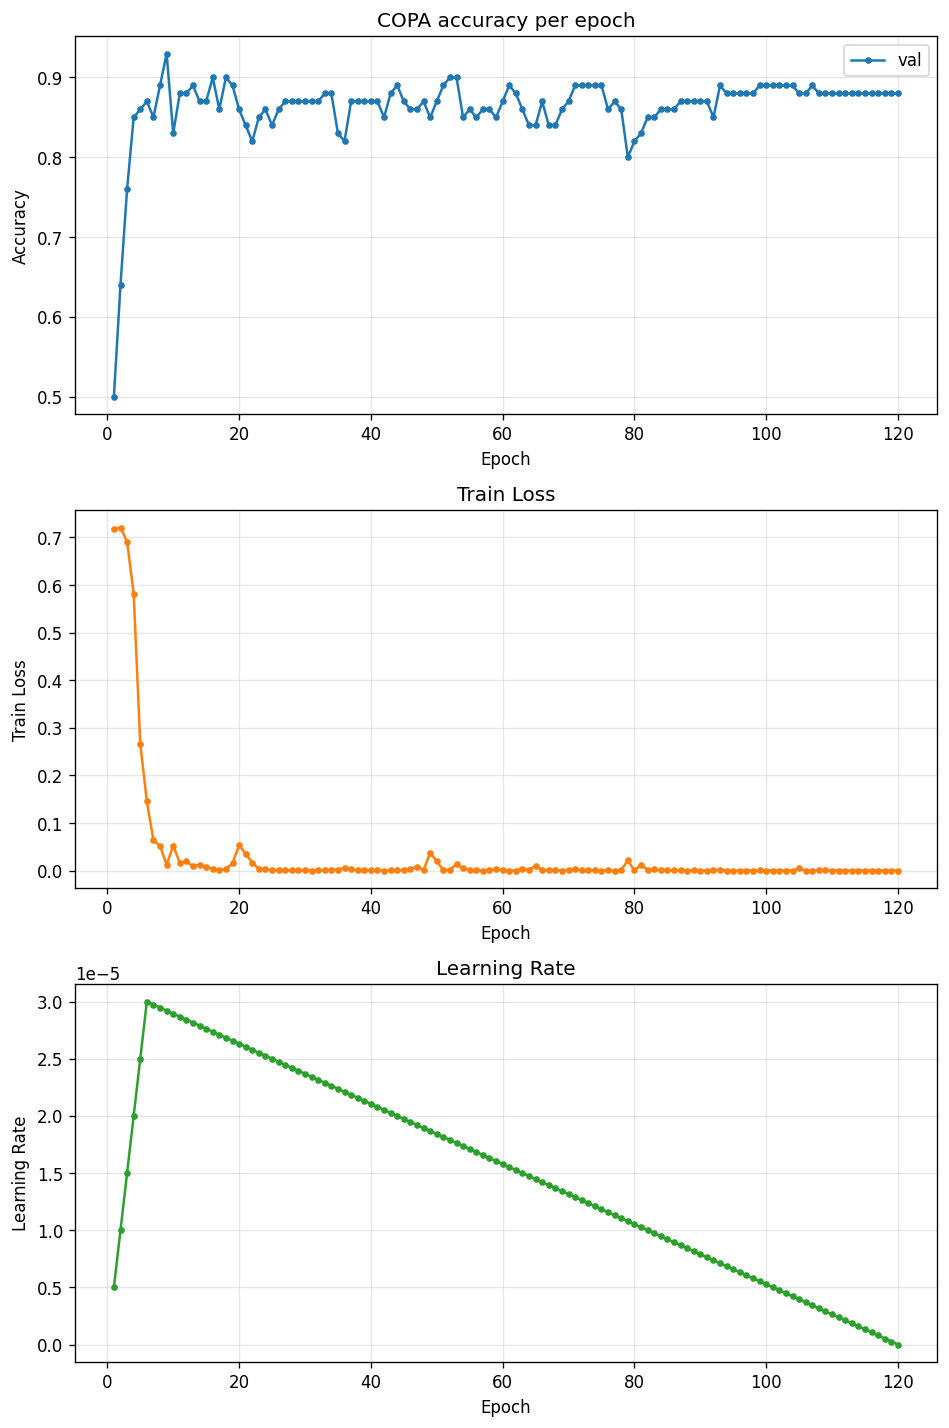 COPA accuracy per epoch
val
Accuracy
0.9
0.8
0.7
0.6
0.5
0 20 40 60 80 100 120
Epoch
Train Loss
Train Loss
0.7
0.6
0.5
0.4
0.3
0.2
0.1
0.0
0 20 40 60 80 100 120
Epoch
Learning Rate
1e−5
Learning Rate
3.0
2.5
2.0
1.5
1.0
0.5
0.0
0 20 40 60 80 100 120
Epoch